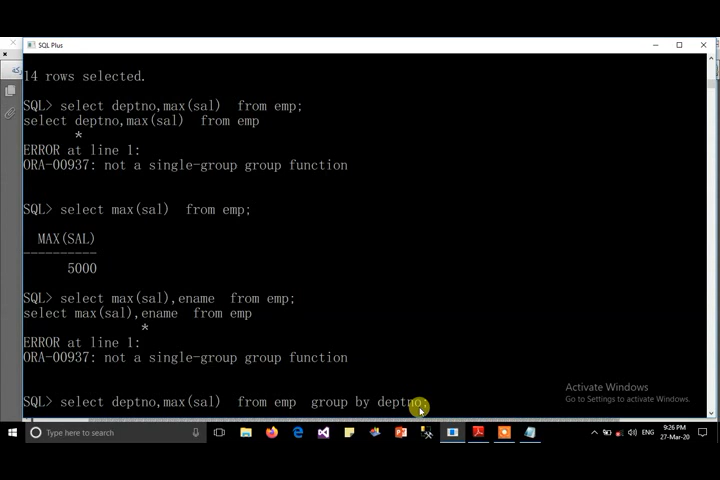 SQL Plus
14 rows selected.
SQL> select deptno,max(sal)  from emp;
select deptno,max(sal)  from emp
*
ERROR at line 1:
ORA-00937: not a single-group group function
SQL> select max(sal)  from emp;
MAX(SAL)
----------
5000
SQL> select max(sal),ename  from emp;
select max(sal),ename  from emp
*
ERROR at line 1:
ORA-00937: not a single-group group function
SQL> select deptno,max(sal)  from emp  group by deptno;
Activate Windows
Go to Settings to activate Windows.
Type here to search
ENG
9:26 PM
27-Mar-20